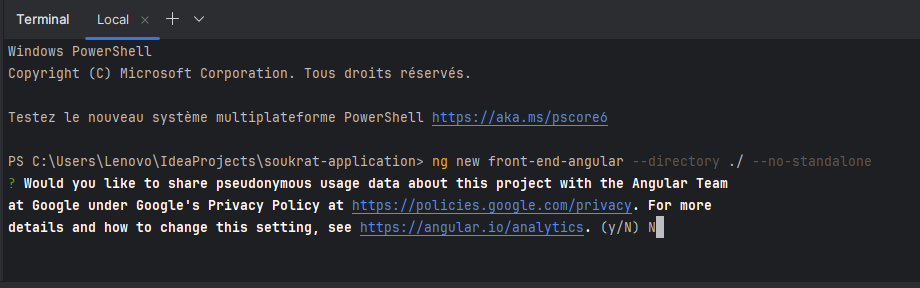 Terminal Local × + ⌄
Windows PowerShell
Copyright (C) Microsoft Corporation. Tous droits réservés.
Testez le nouveau système multiplateforme PowerShell https://aka.ms/pscore6
PS C:\Users\Lenovo\IdeaProjects\soukrat-application> ng new front-end-angular --directory ./ --no-standalone
? Would you like to share pseudonymous usage data about this project with the Angular Team
at Google under Google's Privacy Policy at https://policies.google.com/privacy. For more
details and how to change this setting, see https://angular.io/analytics. (y/N) N